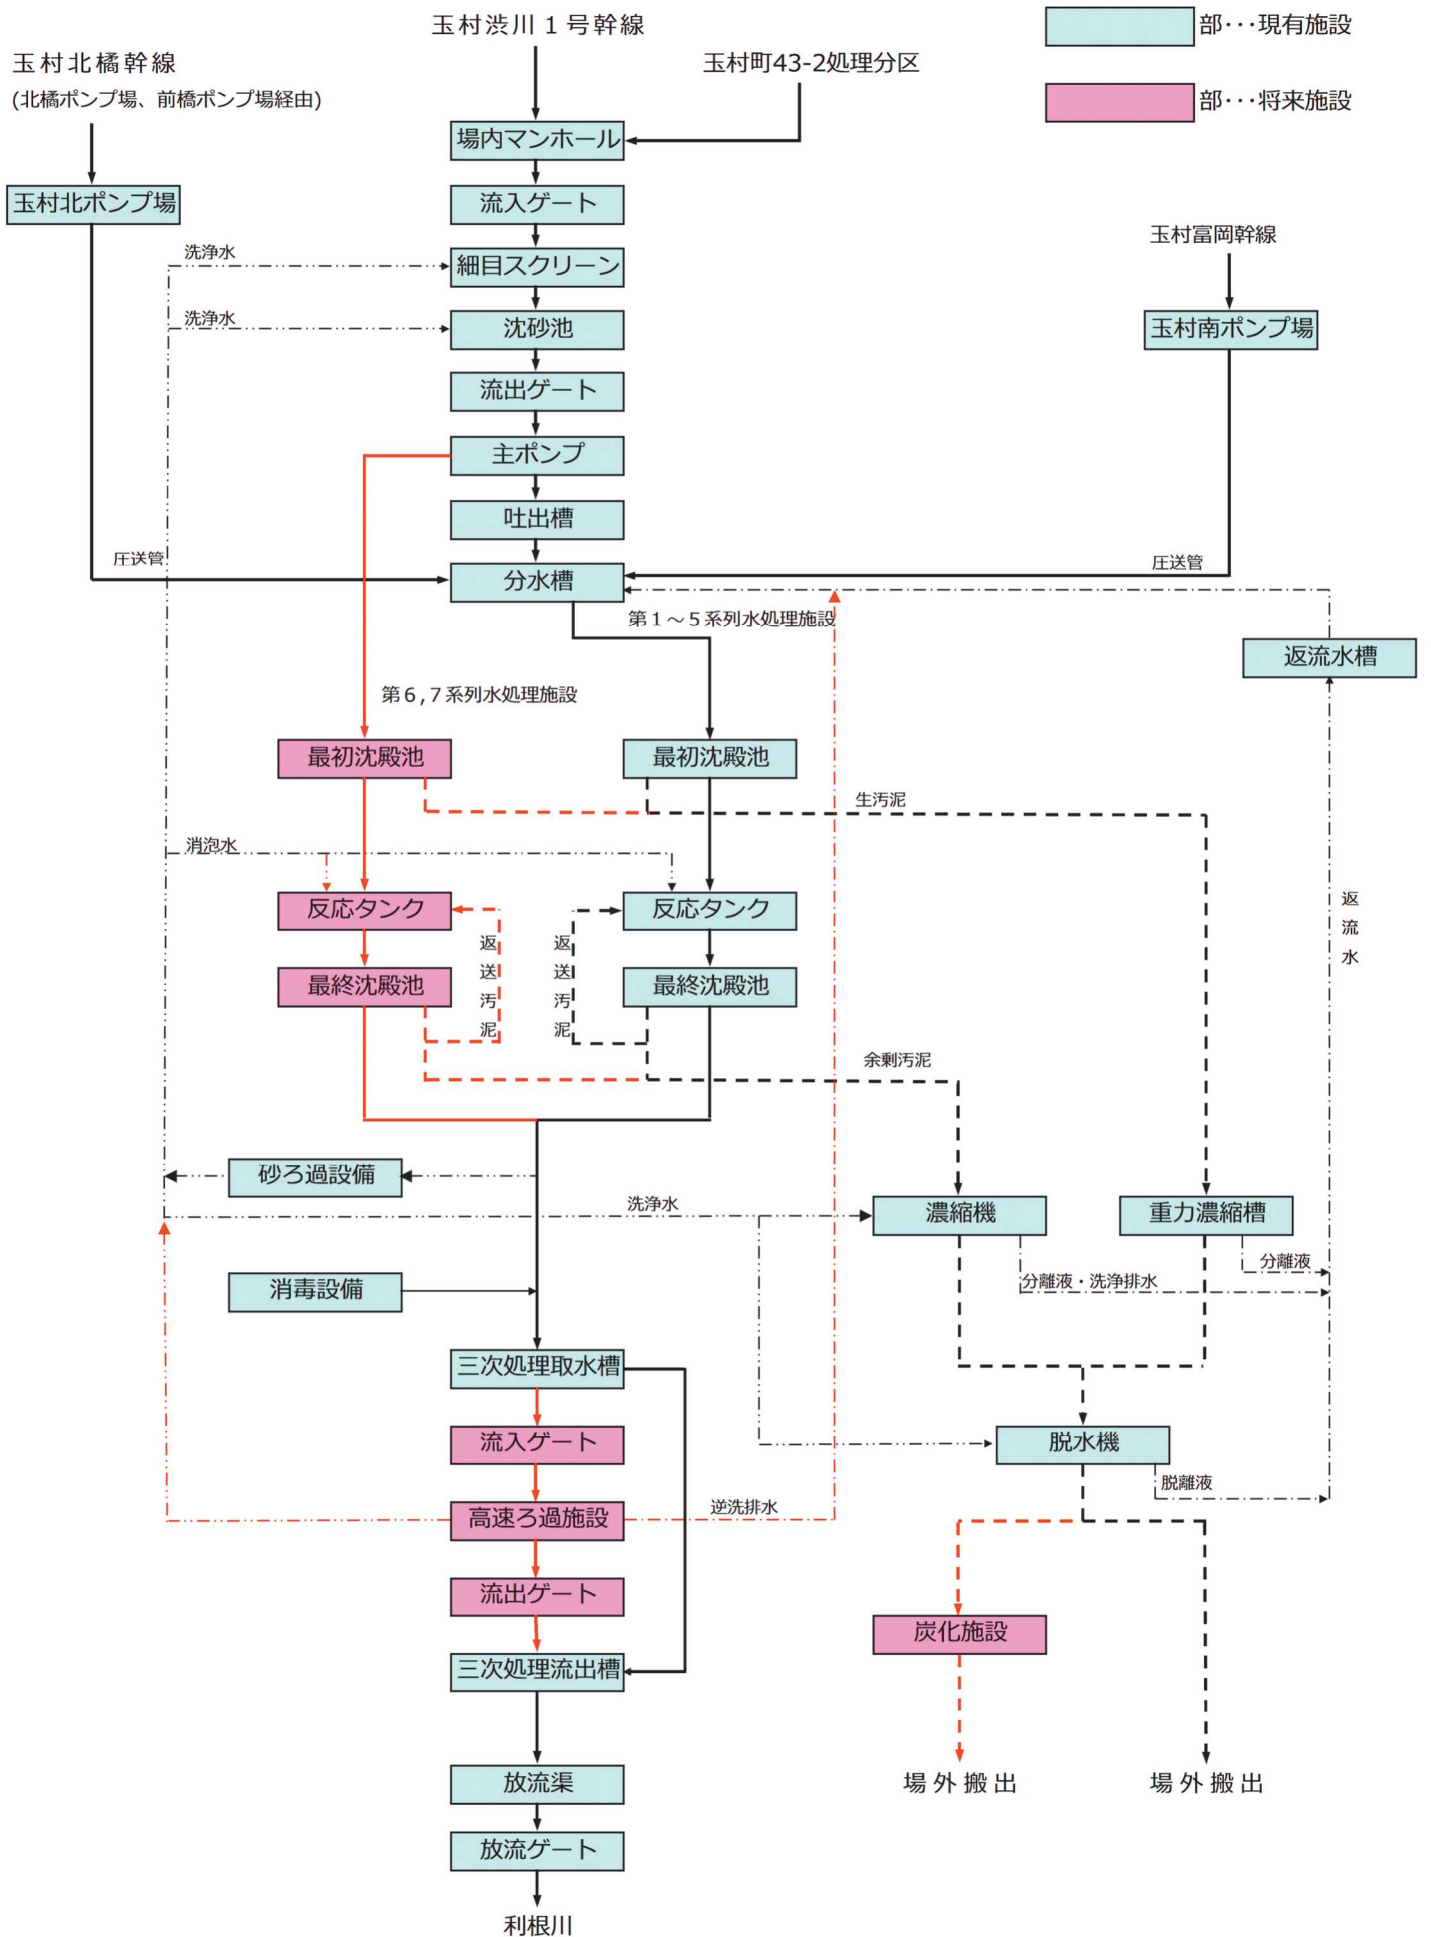 玉村渋川１号幹線
部･･･現有施設
玉村北橘幹線
(北橘ポンプ場、前橋ポンプ場経由)
玉村町43-2処理分区
部･･･将来施設
場内マンホール
玉村北ポンプ場
流入ゲート
玉村富岡幹線
洗浄水
細目スクリーン
洗浄水
沈砂池
玉村南ポンプ場
流出ゲート
主ポンプ
吐出槽
圧送管
圧送管
分水槽
第１～５系列水処理施設
返流水槽
第６,７系列水処理施設
最初沈殿池
最初沈殿池
生汚泥
消泡水
反応タンク
反応タンク
返流水
返送汚泥
返送汚泥
最終沈殿池
最終沈殿池
余剰汚泥
砂ろ過設備
洗浄水
濃縮機
重力濃縮槽
分離液
分離液・洗浄排水
消毒設備
三次処理取水槽
流入ゲート
脱水機
脱離液
高速ろ過施設
逆洗排水
流出ゲート
炭化施設
三次処理流出槽
放流渠
場外搬出
場外搬出
放流ゲート
利根川